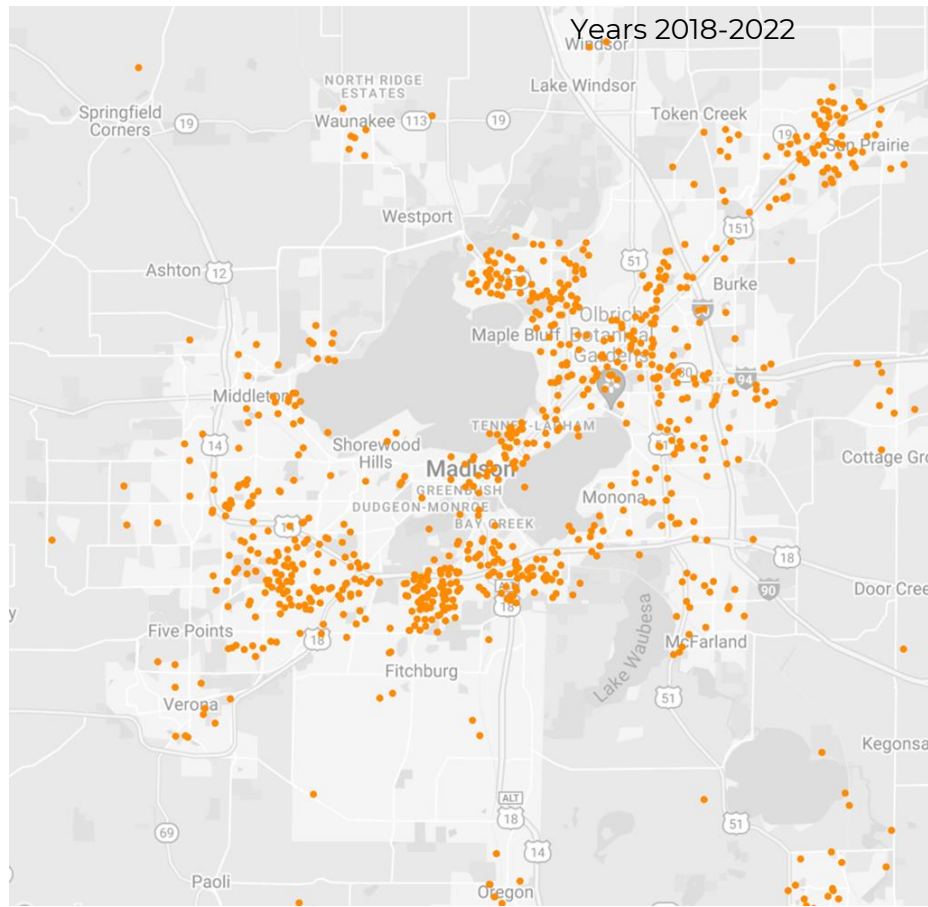 Years 2018-2022
Windsor
NORTH RIDGE
ESTATES
Lake Windsor
Springfield
Corners
19
Waunakee
113
19
Token Creek
19
Sun Prairie
Westport
151
Ashton
12
51
Burke
Olbrich
Maple Bluff
Botanical
Gardens
30
94
Middleton
TENNEY-LAPHAM
14
Shorewood
Hills
51
Cottage Gro
Madison
GREENBUSH
Monona
DUDGEON-MONROE
BAY CREEK
14
18
ALT
18
90
Door Cree
y
Five Points
18
McFarland
Fitchburg
Lake Waubesa
51
Verona
Kegonsa
ALT
18
51
69
14
Paoli
Oregon